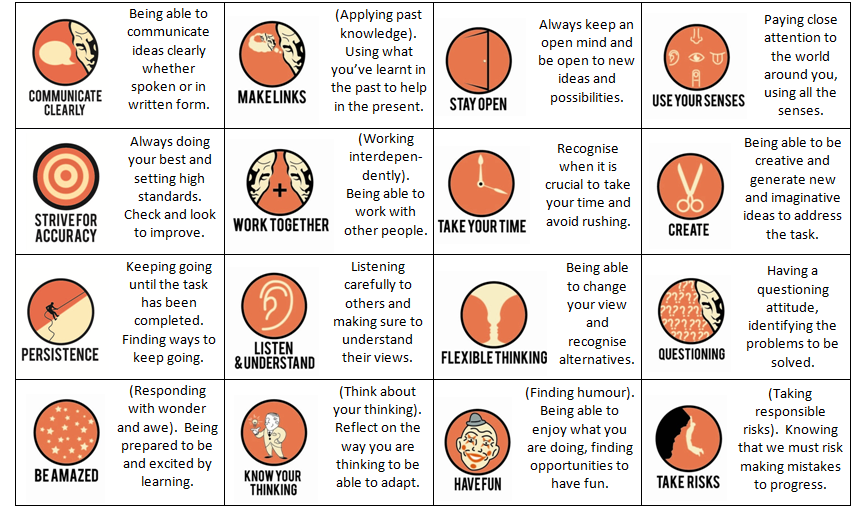 COMMUNICATE
CLEARLY
Being able to
communicate
ideas clearly
whether
spoken or in
written form.
MAKE LINKS
(Applying past
knowledge).
Using what
you've learnt in
the past to help
in the present.
STAY OPEN
Always keep an
open mind and
be open to new
ideas and
possibilities.
USE YOUR SENSES
Paying close
attention to
the world
around you,
using all the
senses.
STRIVE FOR
ACCURACY
Always doing
your best and
setting high
standards.
Check and look
to improve.
WORK TOGETHER
(Working
interdepen-
dently).
Being able to
work with
other people.
TAKE YOUR TIME
Recognise
when it is
crucial to take
your time and
avoid rushing.
CREATE
Being able to be
creative and
generate new
and imaginative
ideas to address
the task.
PERSISTENCE
Keeping going
until the task
has been
completed.
Finding ways to
keep going.
LISTEN
& UNDERSTAND
Listening
carefully to
others and
making sure to
understand
their views.
FLEXIBLE THINKING
Being able
to change
your view
and
recognise
alternatives.
QUESTIONING
Having a
questioning
attitude,
identifying the
problems to be
solved.
BE AMAZED
(Responding
with wonder
and awe).  Being
prepared to be
and excited by
learning.
KNOW YOUR
THINKING
(Think about
your thinking).
Reflect on the
way you are
thinking to be
able to adapt.
HAVE FUN
(Finding humour).
Being able to
enjoy what you
are doing, finding
opportunities to
have fun.
TAKE RISKS
(Taking
responsible
risks).  Knowing
that we must risk
making mistakes
to progress.